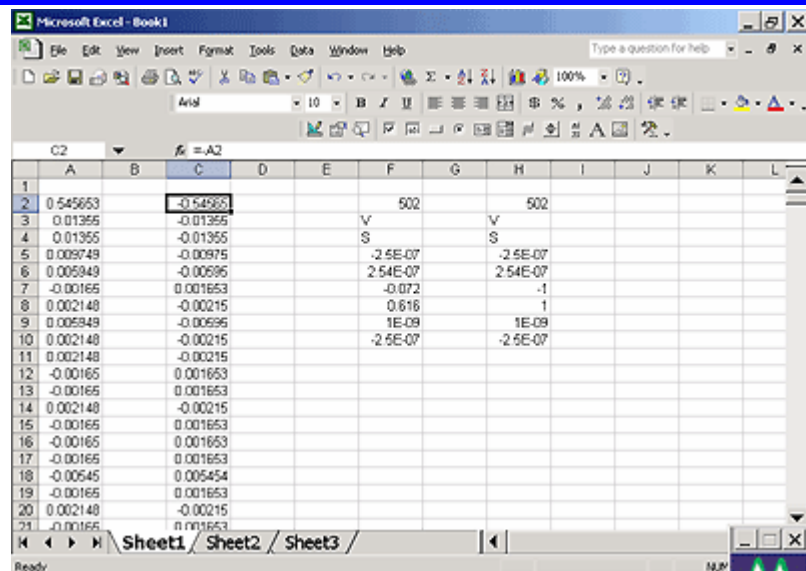 Microsoft Excel - Book1
File Edit View Insert Format Tools Data Window Help Type a question for help
100%
Arial 10 B I U $ % ,
C2 fx =-A2
A B C D E F G H I J K L
1
2 0.545653 -0.54565 502 502
3 0.01355 -0.01355 V V
4 0.01355 -0.01355 S S
5 0.009749 -0.00975 -2.5E-07 -2.5E-07
6 0.005949 -0.00595 2.54E-07 2.54E-07
7 -0.00165 0.001653 -0.072 -1
8 0.002148 -0.00215 0.616 1
9 0.005949 -0.00595 1E-09 1E-09
10 0.002148 -0.00215 -2.5E-07 -2.5E-07
11 0.002148 -0.00215
12 -0.00165 0.001653
13 -0.00165 0.001653
14 0.002148 -0.00215
15 -0.00165 0.001653
16 -0.00165 0.001653
17 -0.00165 0.001653
18 -0.00545 0.005454
19 -0.00165 0.001653
20 0.002148 -0.00215
21 -0.00165 0.001653
Sheet1 Sheet2 Sheet3
Ready NUM